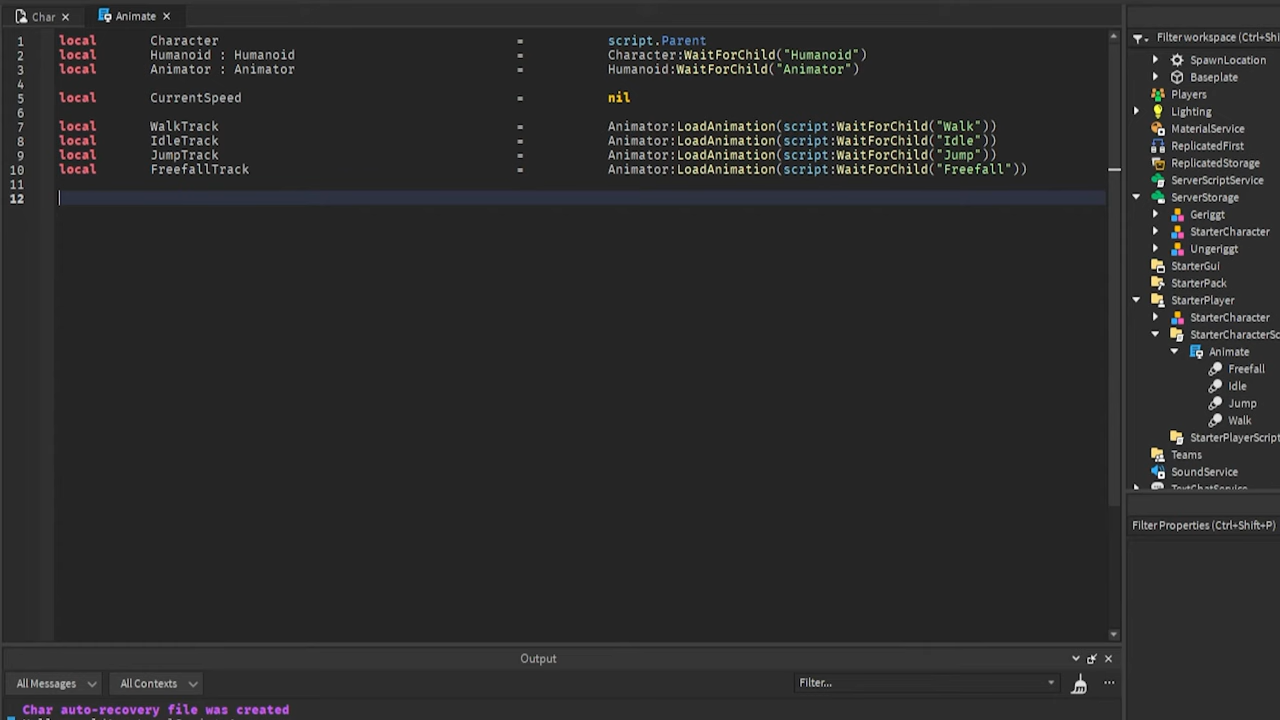 Char
Animate
1 local Character = script.Parent
2 local Humanoid : Humanoid = Character:WaitForChild("Humanoid")
3 local Animator : Animator = Humanoid:WaitForChild("Animator")
4
5 local CurrentSpeed = nil
6
7 local WalkTrack = Animator:LoadAnimation(script:WaitForChild("Walk"))
8 local IdleTrack = Animator:LoadAnimation(script:WaitForChild("Idle"))
9 local JumpTrack = Animator:LoadAnimation(script:WaitForChild("Jump"))
10 local FreefallTrack = Animator:LoadAnimation(script:WaitForChild("Freefall"))
11
12
Filter workspace (Ctrl+Shi
SpawnLocation
Baseplate
Players
Lighting
MaterialService
ReplicatedFirst
ReplicatedStorage
ServerScriptService
ServerStorage
Geriggt
StarterCharacter
Ungeriggt
StarterGui
StarterPack
StarterPlayer
StarterCharacter
StarterCharacterSc
Animate
Freefall
Idle
Jump
Walk
StarterPlayerScript
Teams
SoundService
TextChatService
Filter Properties (Ctrl+Shift+P)
Output
All Messages
All Contexts
Filter...
Char auto-recovery file was created